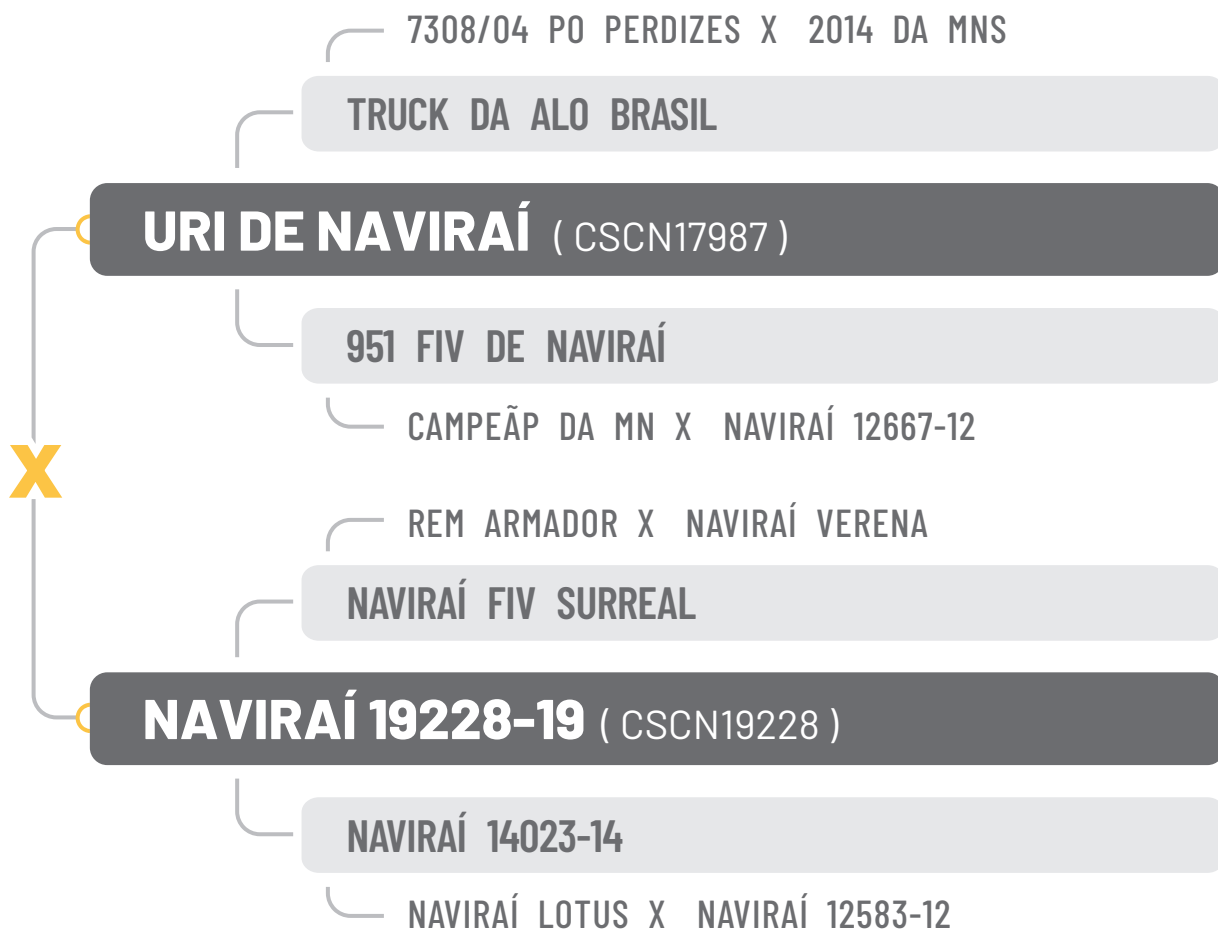 7308/04 PO PERDIZES X 2014 DA MNS
TRUCK DA ALO BRASIL
URI DE NAVIRAÍ ( CSCN17987 )
951 FIV DE NAVIRAÍ
CAMPEÃP DA MN X NAVIRAÍ 12667-12
X
REM ARMADOR X NAVIRAÍ VERENA
NAVIRAÍ FIV SURREAL
NAVIRAÍ 19228-19 ( CSCN19228 )
NAVIRAÍ 14023-14
NAVIRAÍ LOTUS X NAVIRAÍ 12583-12